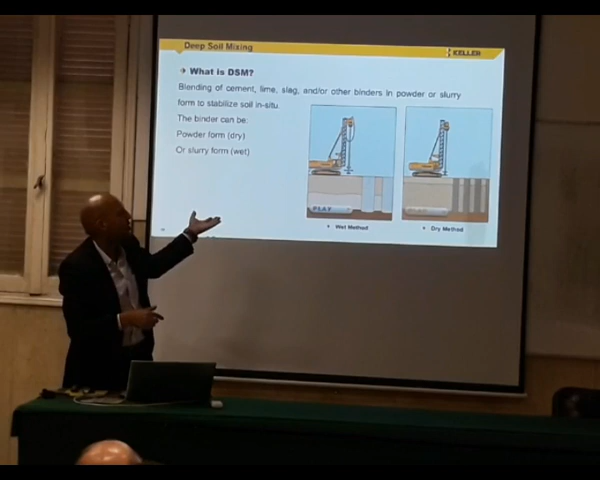 Deep Soil Mixing
KELLER
What is DSM?
Blending of cement, lime, slag, and/or other binders in powder or slurry
form to stabilize soil in-situ.
The binder can be:
Powder form (dry)
Or slurry form (wet)
PLAY
Wet Method
Dry Method